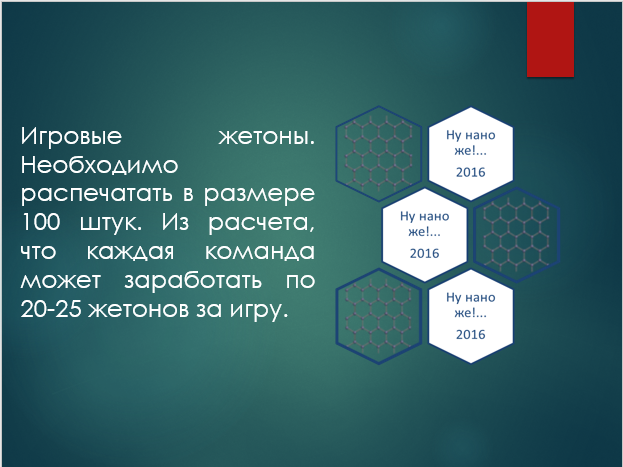 Игровые жетоны.
Необходимо
распечатать в размере
100 штук. Из расчета,
что каждая команда
может заработать по
20-25 жетонов за игру.
Ну нано
же!...
2016
Ну нано
же!...
2016
Ну нано
же!...
2016